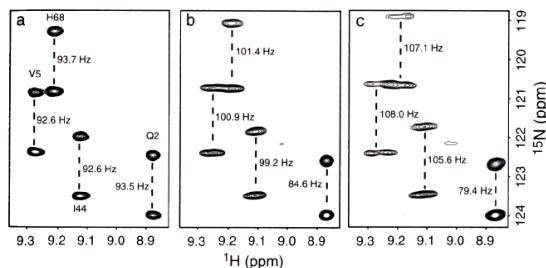 a
H68
93.7 Hz
V5
92.6 Hz
92.6 Hz
Q2
93.5 Hz
I44
9.3 9.2 9.1 9.0 8.9
b
101.4 Hz
100.9 Hz
99.2 Hz
84.6 Hz
9.3 9.2 9.1 9.0 8.9
c
107.1 Hz
108.0 Hz
105.6 Hz
79.4 Hz
9.3 9.2 9.1 9.0 8.9
1H (ppm)
119
120
121
122
123
124
15N (ppm)